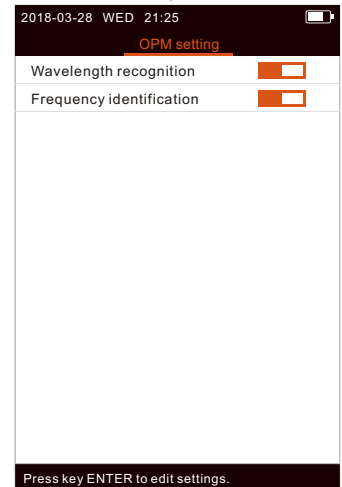 2018-03-28 WED 21:25
OPM setting
Wavelength recognition
Frequency identification
Press key ENTER to edit settings.